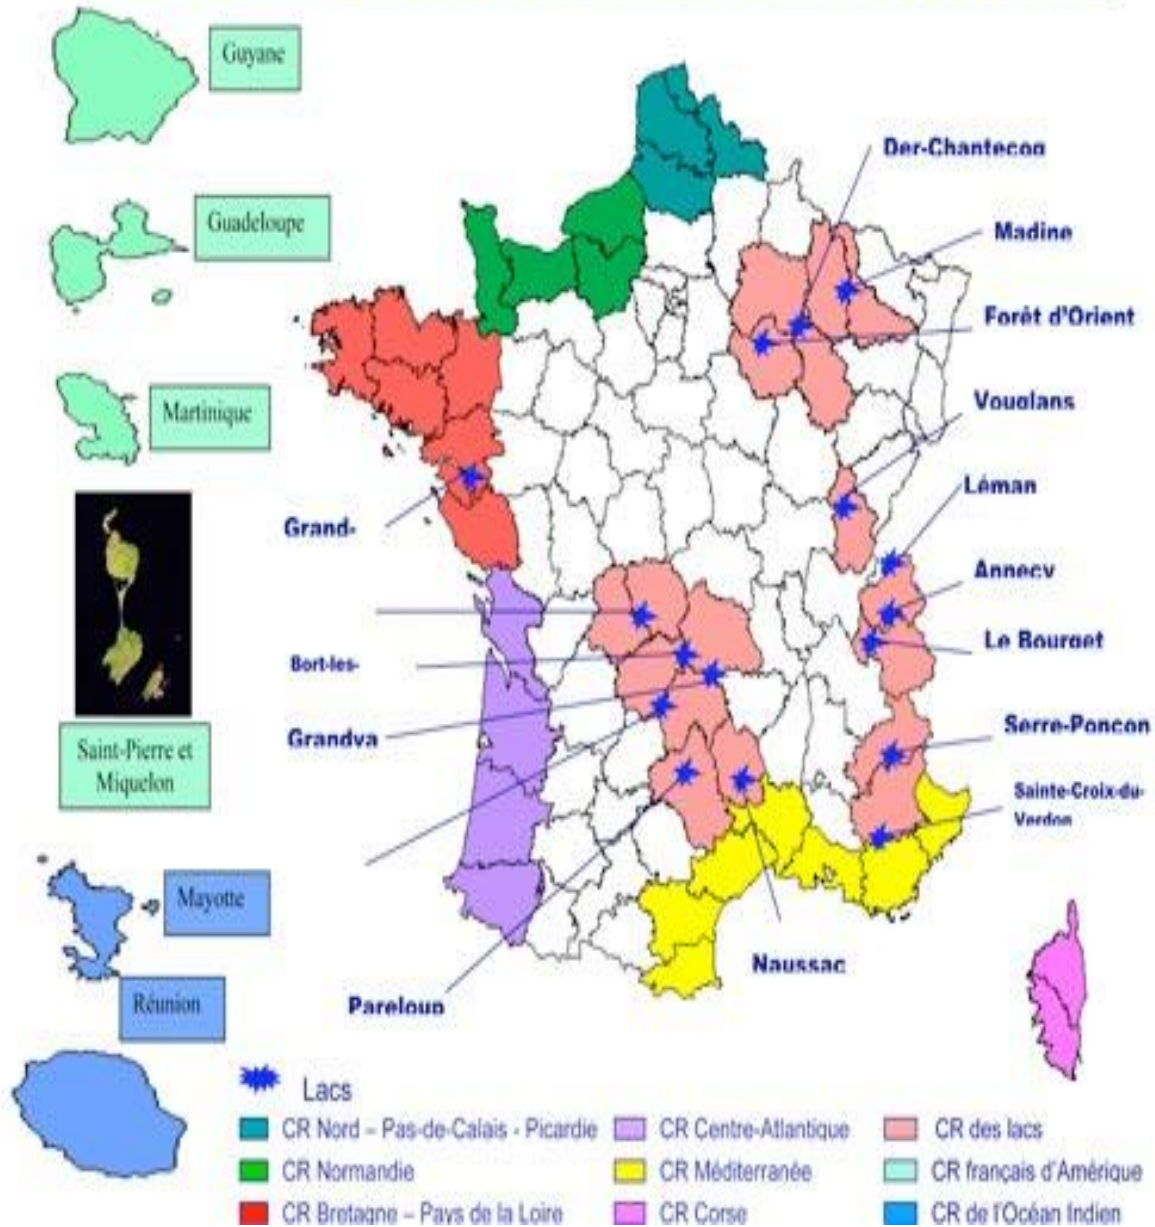 Guyane
Guadeloupe
Martinique
Saint-Pierre et
Miquelon
Mayotte
Réunion
Der-Chantecoq
Madine
Forêt d'Orient
Vouglans
Léman
Annecy
Le Bourget
Serre-Poncon
Sainte-Croix-du-
Verdon
Grand-
Bort-les-
Grandva
Pareloup
Naussac
Lacs
CR Nord – Pas-de-Calais - Picardie
CR Normandie
CR Bretagne – Pays de la Loire
CR Centre-Atlantique
CR Méditerranée
CR Corse
CR des lacs
CR français d'Amérique
CR de l'Océan Indien